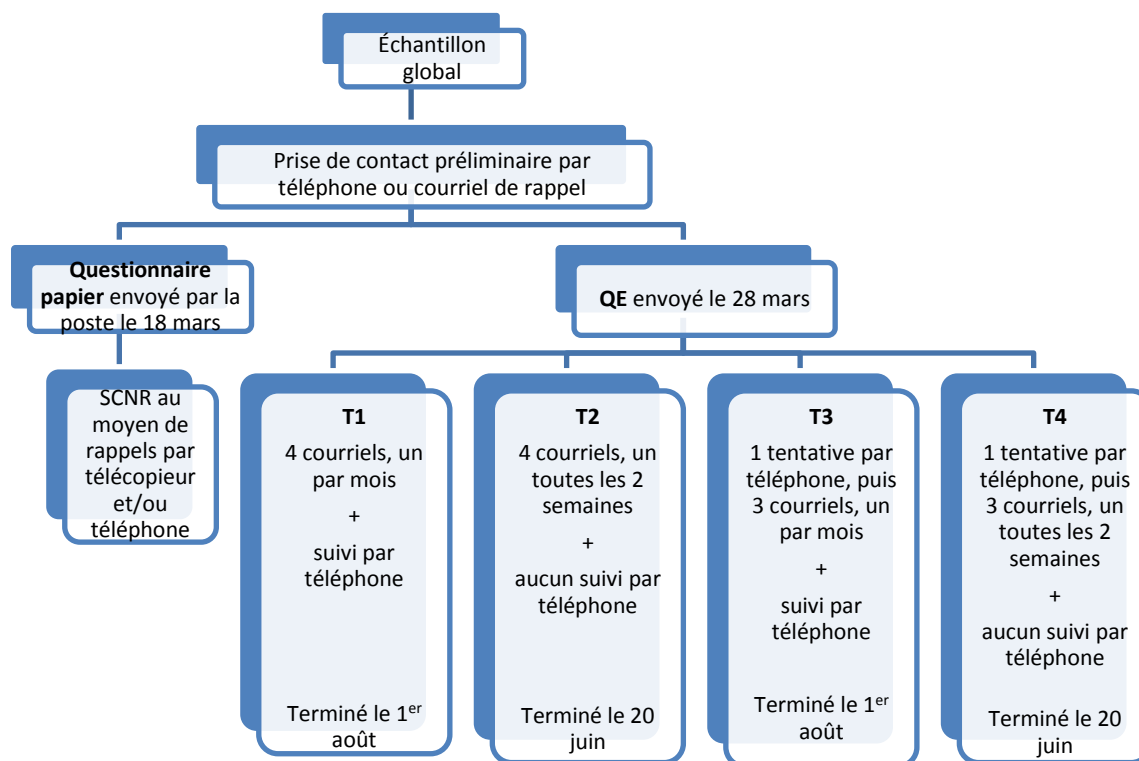 Échantillon
global
Prise de contact préliminaire par
téléphone ou courriel de rappel
Questionnaire
papier envoyé par la
poste le 18 mars
QE envoyé le 28 mars
SCNR au
moyen de
rappels par
télécopieur
et/ou
téléphone
T1
4 courriels, un
par mois
+
suivi par
téléphone
Terminé le 1er
août
T2
4 courriels, un
toutes les 2
semaines
+
aucun suivi par
téléphone
Terminé le 20
juin
T3
1 tentative par
téléphone, puis
3 courriels, un
par mois
+
suivi par
téléphone
Terminé le 1er
août
T4
1 tentative par
téléphone, puis
3 courriels, un
toutes les 2
semaines
+
aucun suivi par
téléphone
Terminé le 20
juin